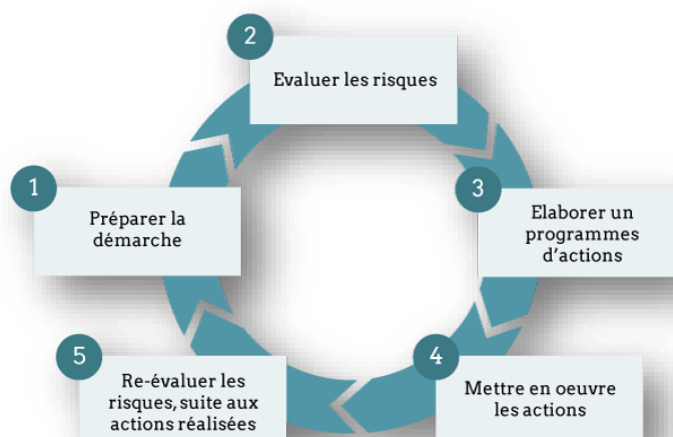 1
Préparer la
démarche
2
Evaluer les risques
3
Elaborer un
programmes
d'actions
4
Mettre en oeuvre
les actions
5
Re-évaluer les
risques, suite aux
actions réalisées